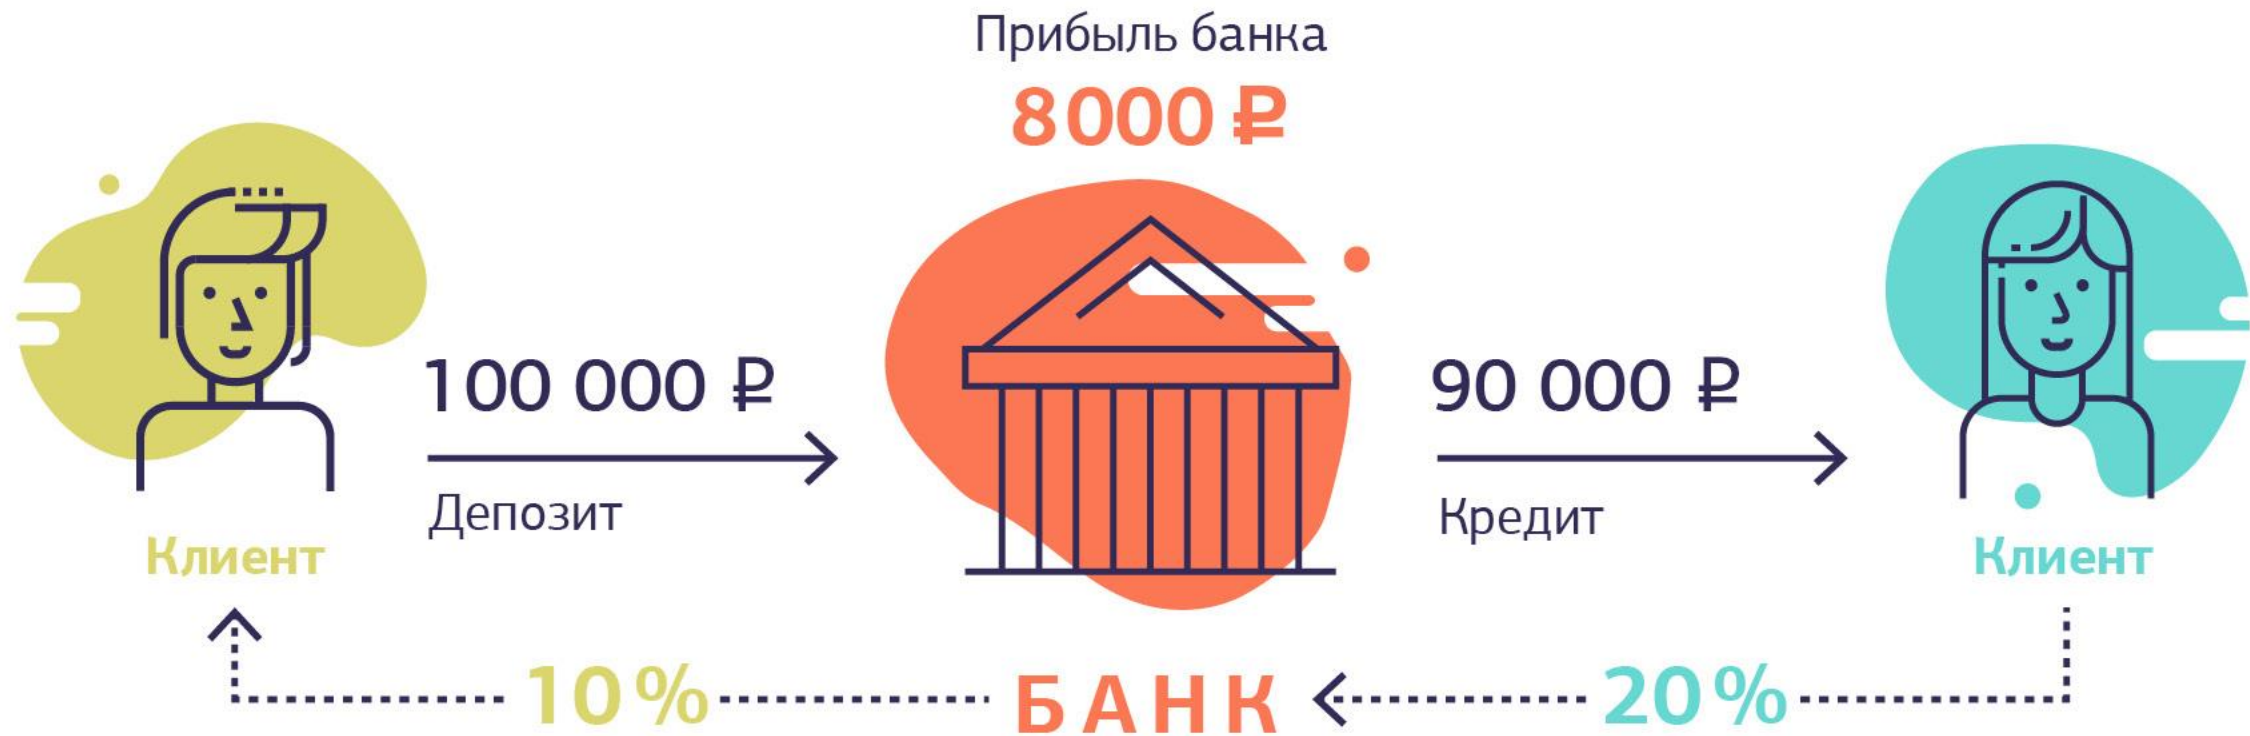 Прибыль банка
8000 ₽
100 000 ₽
Депозит
Клиент
90 000 ₽
Кредит
Клиент
10%
БАНК
20%